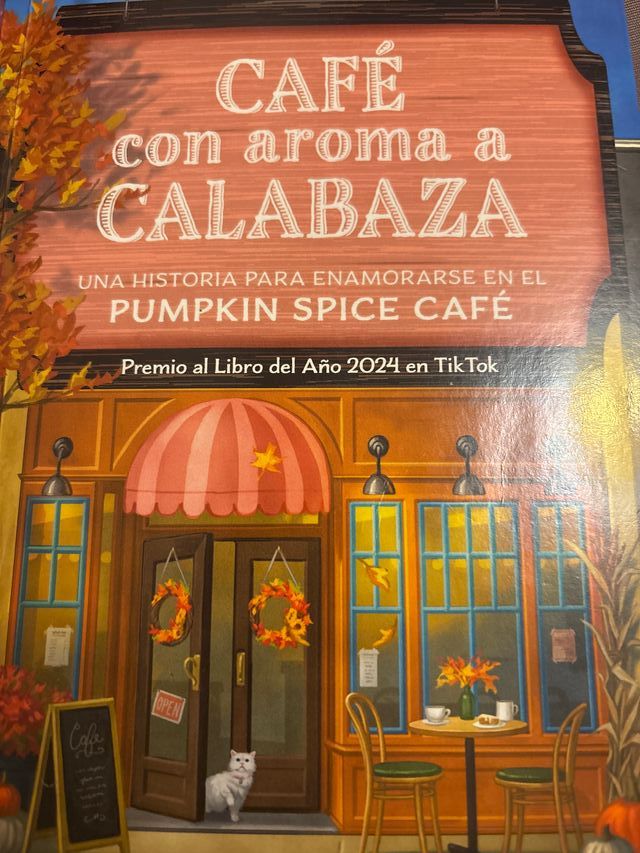 CAFÉ
con aroma a
CALABAZA
UNA HISTORIA PARA ENAMORARSE EN EL
PUMPKIN SPICE CAFÉ
Premio al Libro del Año 2024 en TikTok
OPEN
Cafe